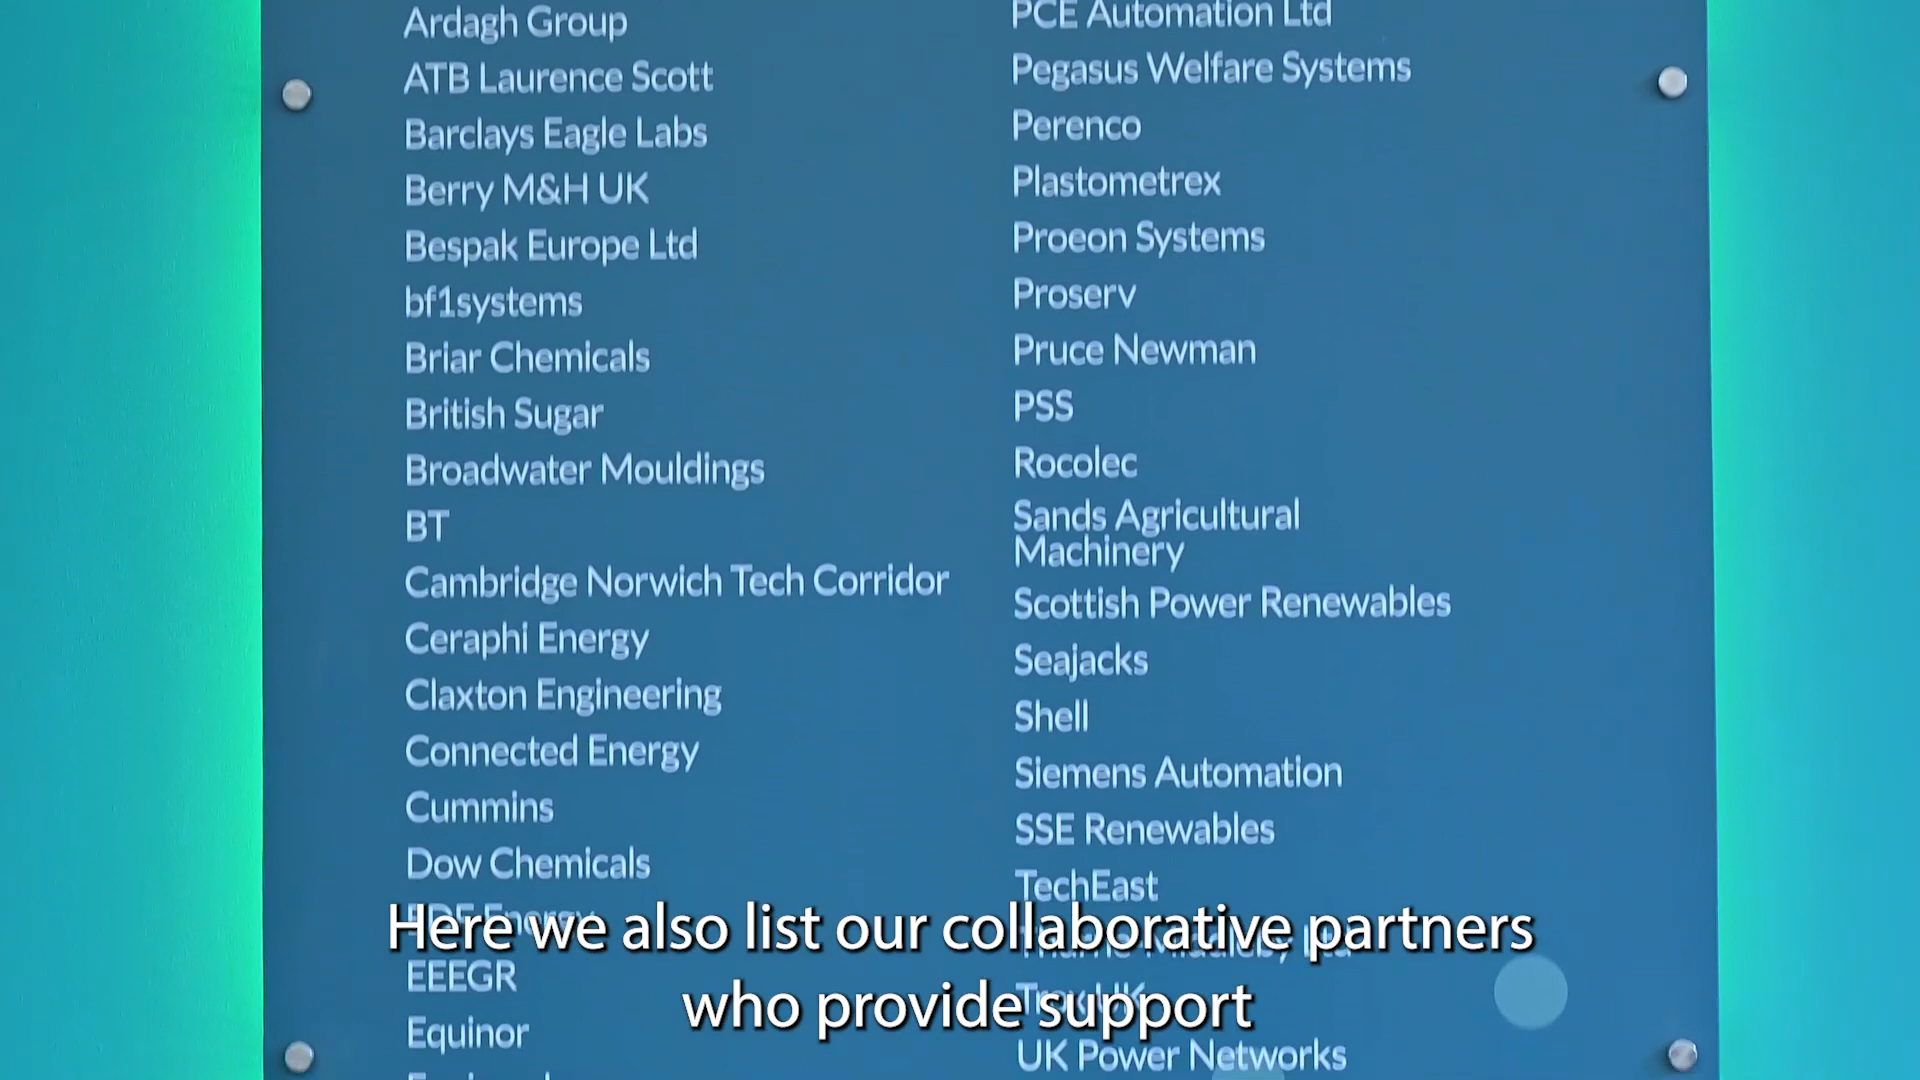 Ardagh Group
ATB Laurence Scott
Barclays Eagle Labs
Berry M&H UK
Bespak Europe Ltd
bf1systems
Briar Chemicals
British Sugar
Broadwater Mouldings
BT
Cambridge Norwich Tech Corridor
Ceraphi Energy
Claxton Engineering
Connected Energy
Cummins
Dow Chemicals
EDF Energy
EEEGR
Equinor
PCE Automation Ltd
Pegasus Welfare Systems
Perenco
Plastometrex
Proeon Systems
Proserv
Pruce Newman
PSS
Rocolec
Sands Agricultural
Machinery
Scottish Power Renewables
Seajacks
Shell
Siemens Automation
SSE Renewables
TechEast
Ltd
UK
UK Power Networks
Here we also list our collaborative partners
who provide support